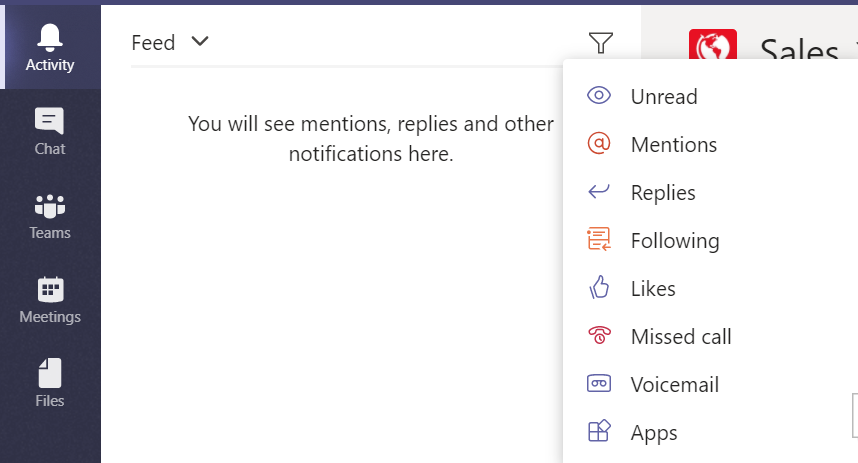 Activity
Chat
Teams
Meetings
Files
Feed
You will see mentions, replies and other
notifications here.
Unread
Mentions
Replies
Following
Likes
Missed call
Voicemail
Apps
Sales